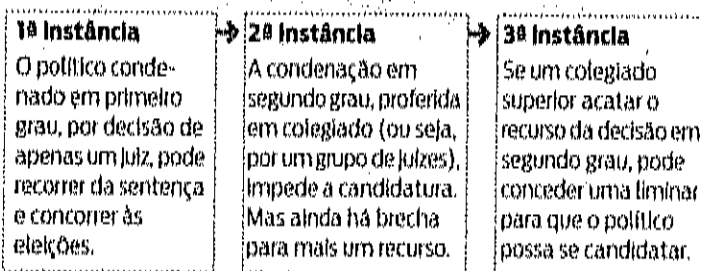 1ª Instância
O político conde-
nado em primeiro
grau, por decisão de
apenas um juiz, pode
recorrer da sentença
e concorrer às
eleições.
2ª Instância
A condenação em
segundo grau, proferida
em colegiado (ou seja,
por um grupo de juízes),
impede a candidatura.
Mas ainda há brecha
para mais um recurso.
3ª Instância
Se um colegiado
superior acatar o
recurso da decisão em
segundo grau, pode
conceder uma liminar
para que o político
possa se candidatar.